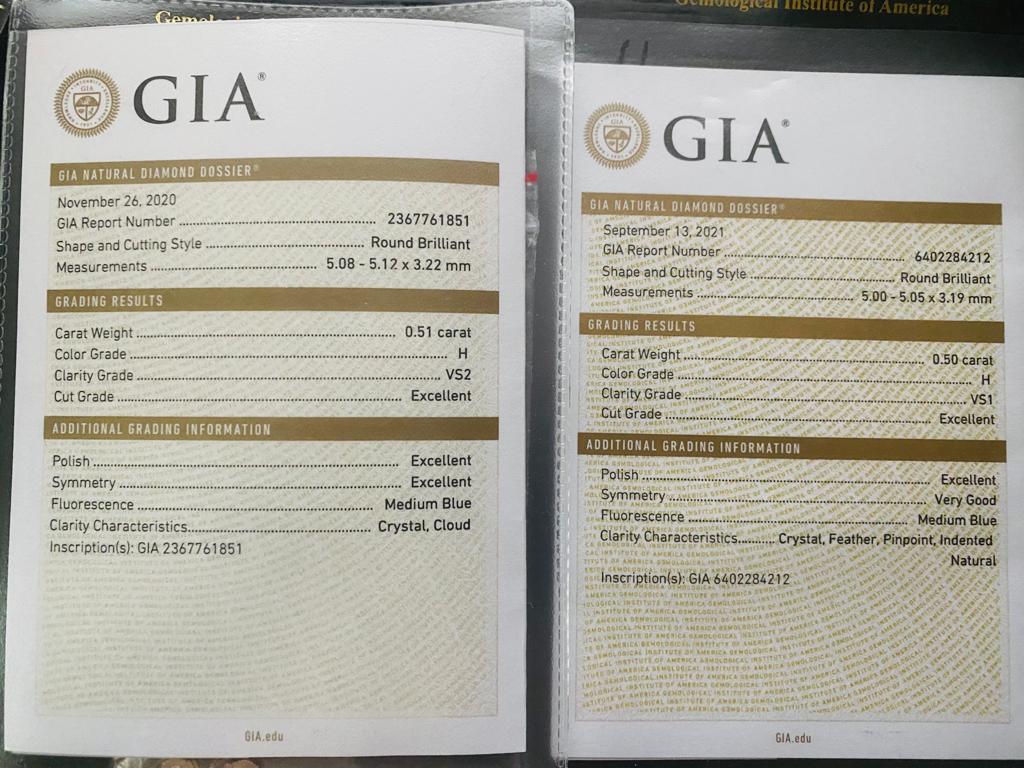 Gemological Institute of America
GIA®
GIA NATURAL DIAMOND DOSSIER®
November 26, 2020
GIA Report Number 2367761851
Shape and Cutting Style Round Brilliant
Measurements 5.08 - 5.12 x 3.22 mm
GRADING RESULTS
Carat Weight 0.51 carat
Color Grade H
Clarity Grade VS2
Cut Grade Excellent
ADDITIONAL GRADING INFORMATION
Polish Excellent
Symmetry Excellent
Fluorescence Medium Blue
Clarity Characteristics Crystal, Cloud
Inscription(s): GIA 2367761851
GIA.edu
GIA®
GIA NATURAL DIAMOND DOSSIER®
September 13, 2021
GIA Report Number 6402284212
Shape and Cutting Style Round Brilliant
Measurements 5.00 - 5.05 x 3.19 mm
GRADING RESULTS
Carat Weight 0.50 carat
Color Grade H
Clarity Grade VS1
Cut Grade Excellent
ADDITIONAL GRADING INFORMATION
Polish Excellent
Symmetry Very Good
Fluorescence Medium Blue
Clarity Characteristics Crystal, Feather, Pinpoint, Indented
Natural
Inscription(s): GIA 6402284212
GIA.edu